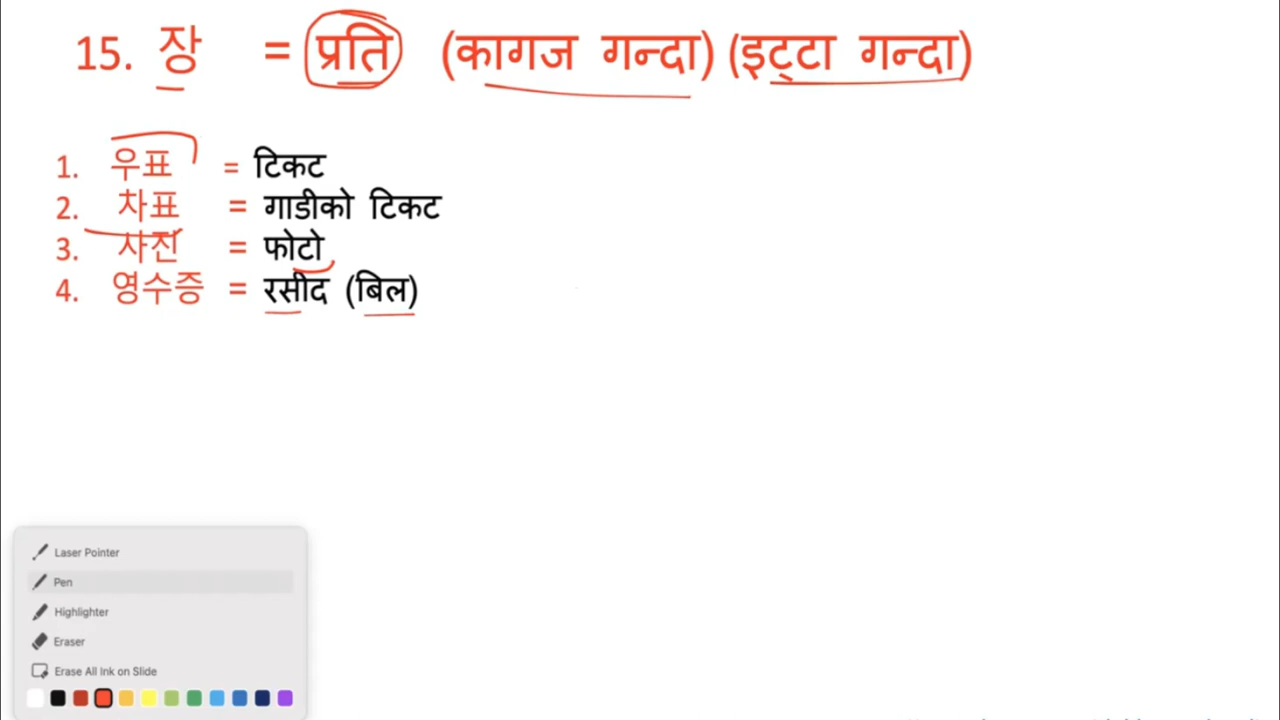 15. 장 = प्रति (कागज गन्दा) (इट्टा गन्दा)
1. 우표 = टिकट
2. 차표 = गाडीको टिकट
3. 사진 = फोटो
4. 영수증 = रसीद (बिल)
Laser Pointer
Pen
Highlighter
Eraser
Erase All Ink on Slide